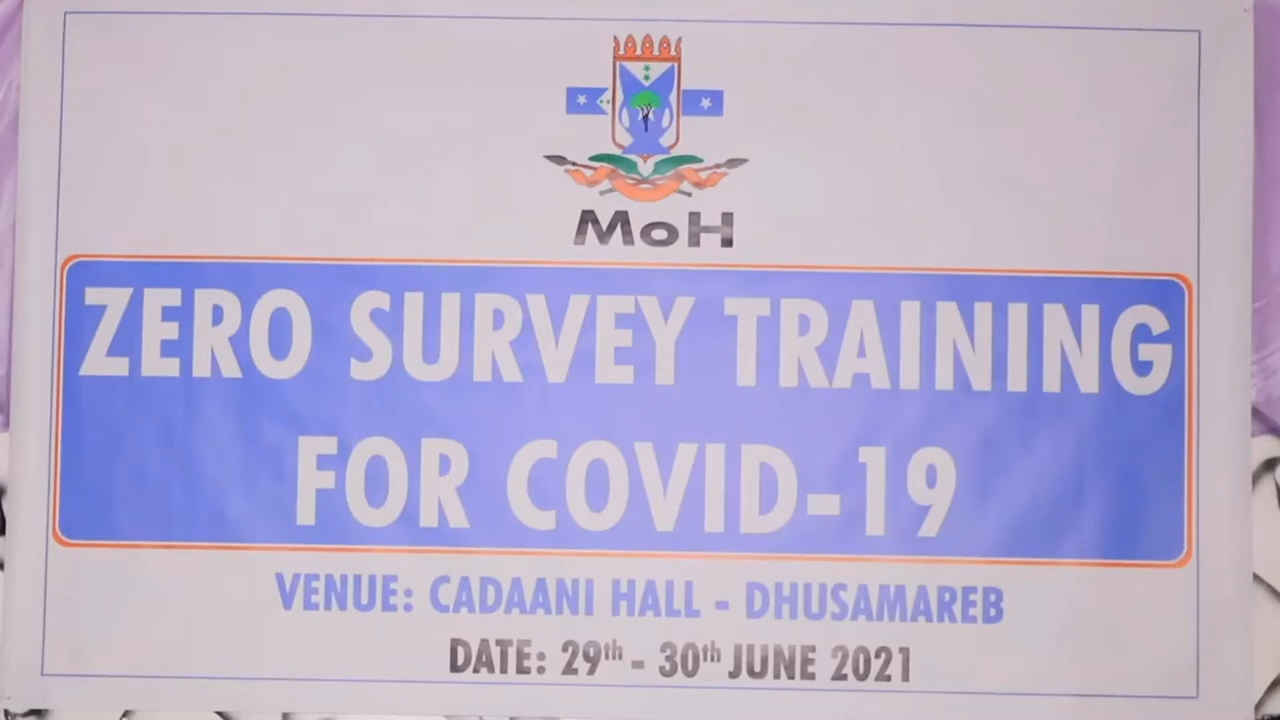 MoH
ZERO SURVEY TRAINING
FOR COVID-19
VENUE: CADAANI HALL - DHUSAMAREB
DATE: 29th - 30th JUNE 2021